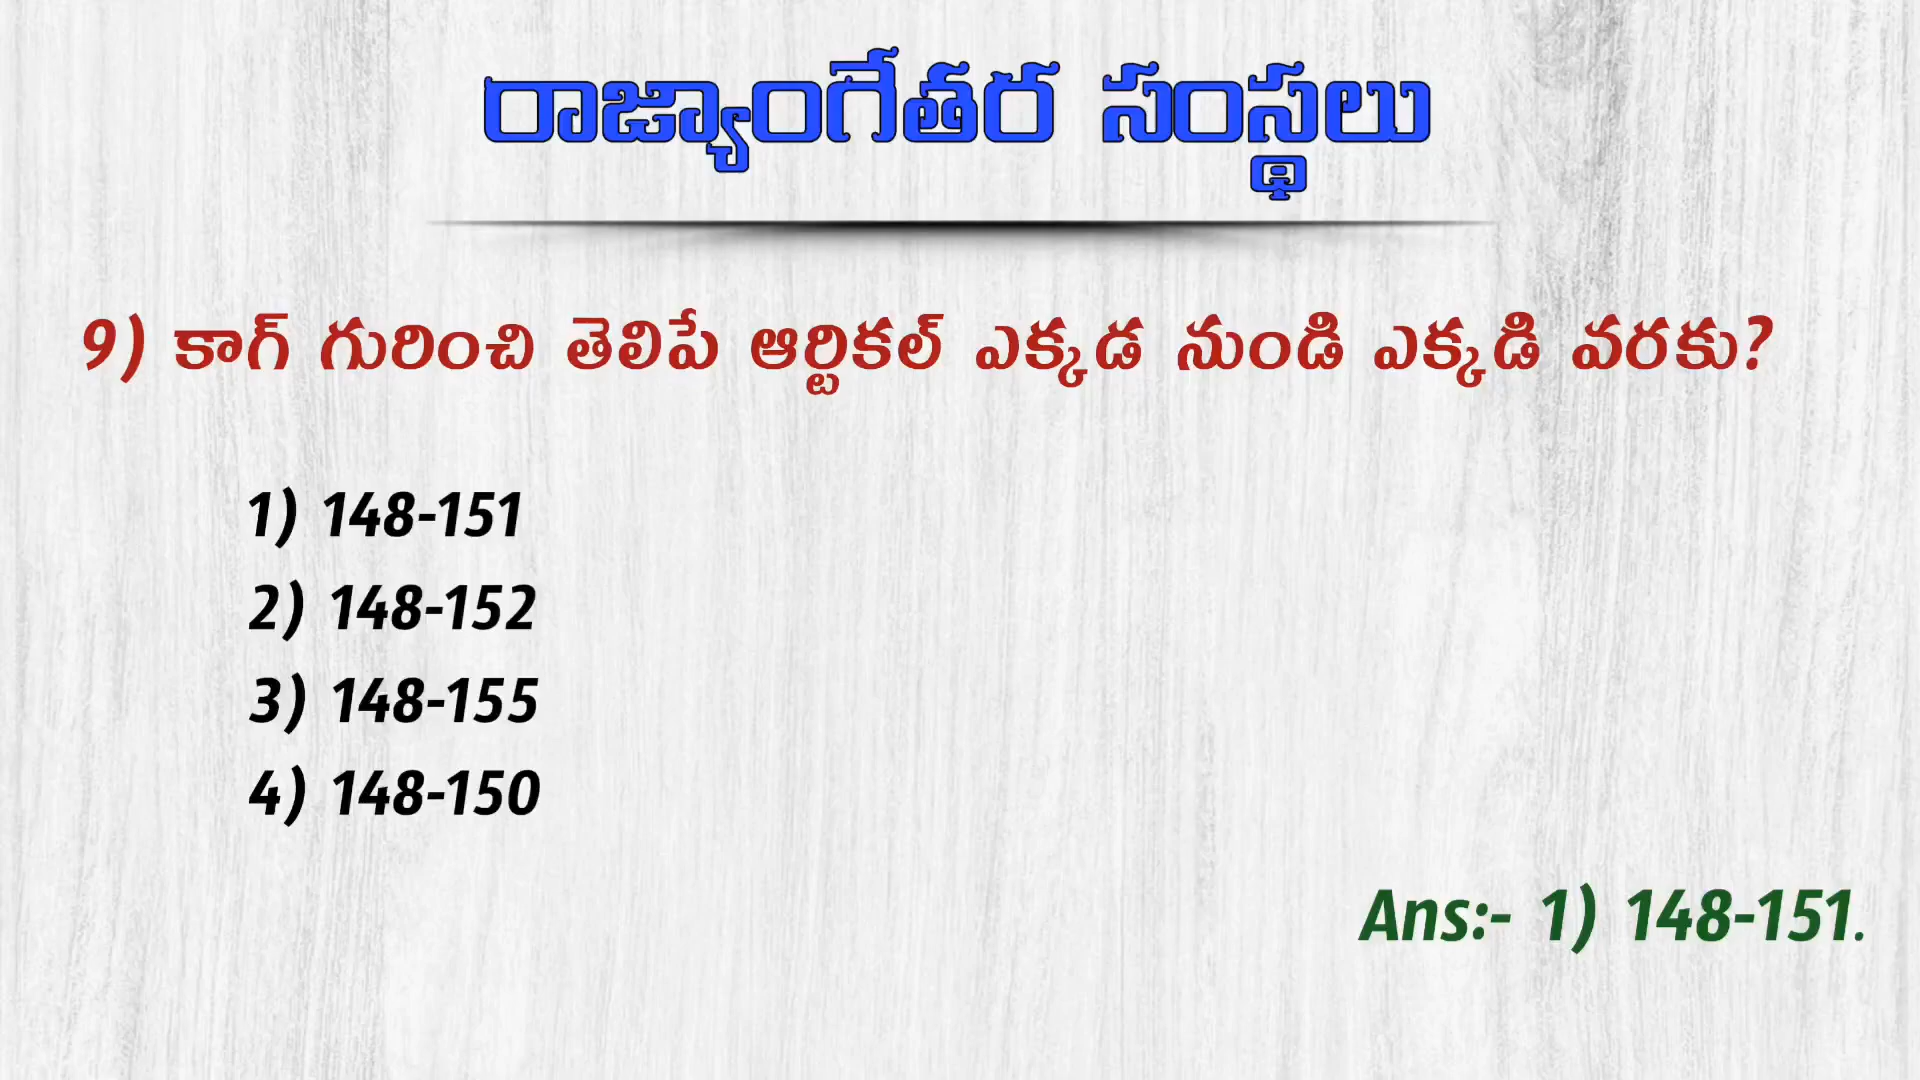 రాజ్యాంగేతర సంస్థలు
9) కాగ్ గురించి తెలిపే ఆర్టికల్ ఎక్కడ నుండి ఎక్కడి వరకు?
1) 148-151
2) 148-152
3) 148-155
4) 148-150
Ans:- 1) 148-151.